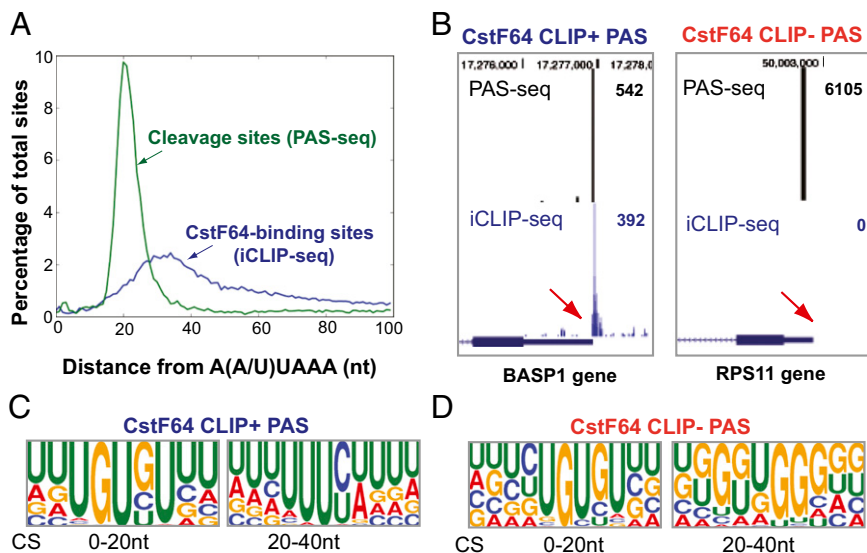 A
Percentage of total sites
10
8
6
4
2
0
0 20 40 60 80 100
Cleavage sites (PAS-seq)
CstF64-binding sites
(iCLIP-seq)
Distance from A(A/U)UAAA (nt)
B
CstF64 CLIP+ PAS
17,276,000 17,277,000 17,278,0
PAS-seq 542
iCLIP-seq 392
BASP1 gene
CstF64 CLIP- PAS
50,003,000
PAS-seq 6105
iCLIP-seq 0
RPS11 gene
C
CstF64 CLIP+ PAS
CS 0-20nt 20-40nt
D
CstF64 CLIP- PAS
CS 0-20nt 20-40nt